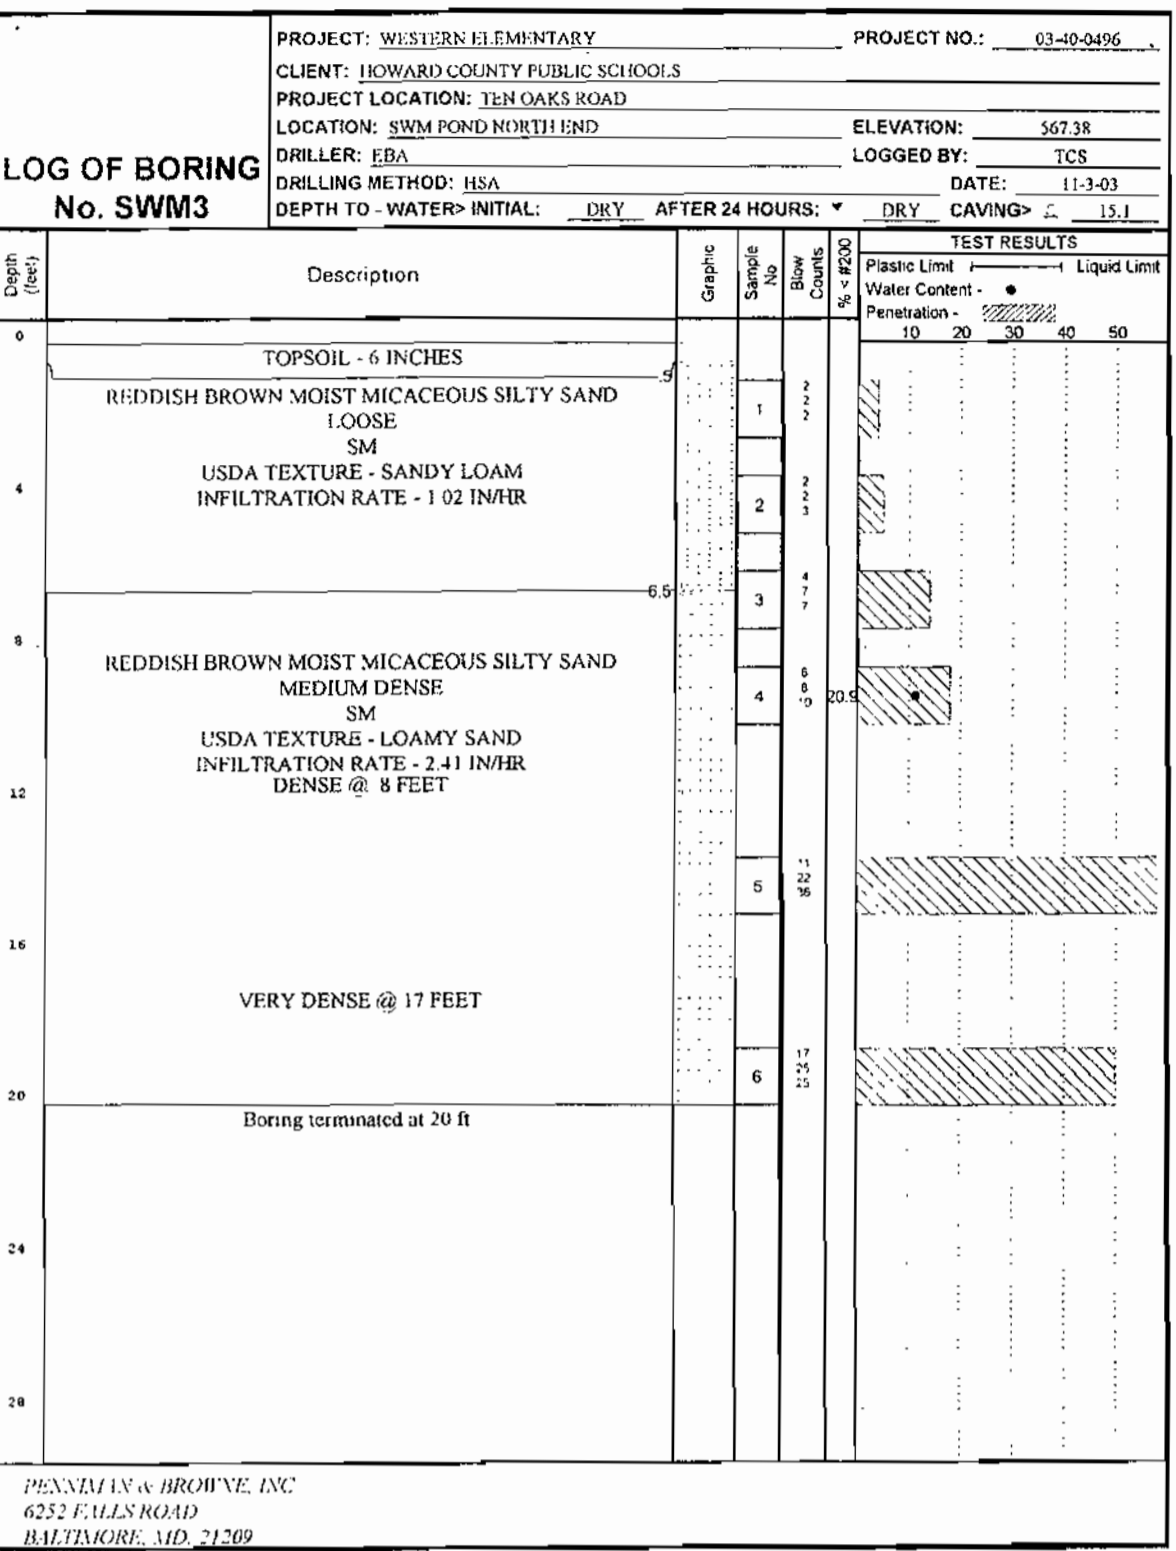 LOG OF BORING
No. SWM3
PROJECT: WESTERN ELEMENTARY PROJECT NO.: 03-40-0496
CLIENT: HOWARD COUNTY PUBLIC SCHOOLS
PROJECT LOCATION: TEN OAKS ROAD
LOCATION: SWM POND NORTH END ELEVATION: 567.38
DRILLER: EBA LOGGED BY: TCS
DRILLING METHOD: HSA DATE: 11-3-03
DEPTH TO - WATER> INITIAL: DRY AFTER 24 HOURS: DRY CAVING> 15.1
Depth (feet)
Description
Graphic
Sample No
Blow Counts
% < #200
TEST RESULTS
Plastic Limit Liquid Limit
Water Content -
Penetration -
10 20 30 40 50
0
TOPSOIL - 6 INCHES
.5
REDDISH BROWN MOIST MICACEOUS SILTY SAND
LOOSE
SM
USDA TEXTURE - SANDY LOAM
INFILTRATION RATE - 1 02 IN/HR
1
2
2
2
4
2
2
2
3
6.5
3
4
7
7
8
REDDISH BROWN MOIST MICACEOUS SILTY SAND
MEDIUM DENSE
SM
USDA TEXTURE - LOAMY SAND
INFILTRATION RATE - 2.41 IN/HR
DENSE @ 8 FEET
4
6
8
10
20.9
12
5
11
22
36
16
VERY DENSE @ 17 FEET
6
17
25
25
20
Boring terminated at 20 ft
24
28
PENNIMAN & BROWNE, INC
6252 FALLS ROAD
BALTIMORE, MD. 21209